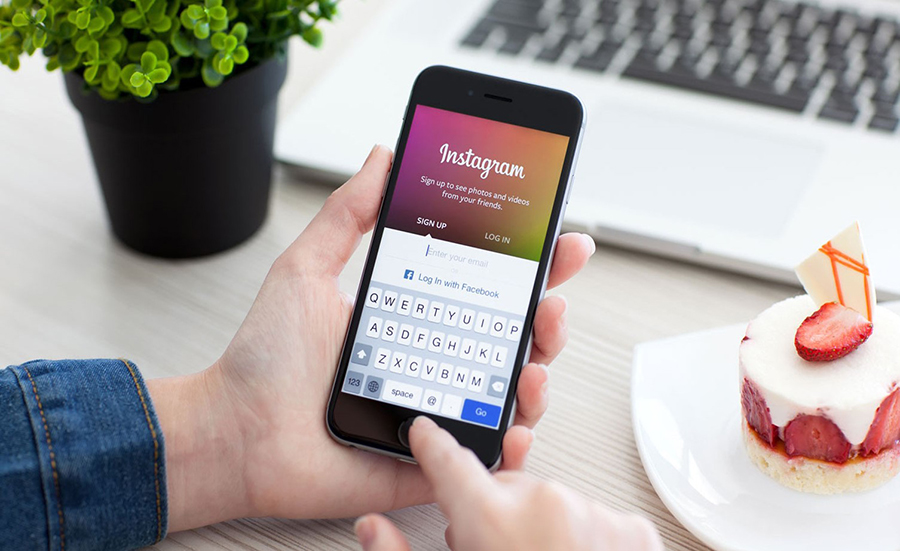 Instagram
Sign up to see photos and videos
from your friends.
SIGN UP
LOG IN
Enter your email
Log In with Facebook
Q W E R T Y U I O P
A S D F G H J K L
Z X C V B N M
123 space @ . Go